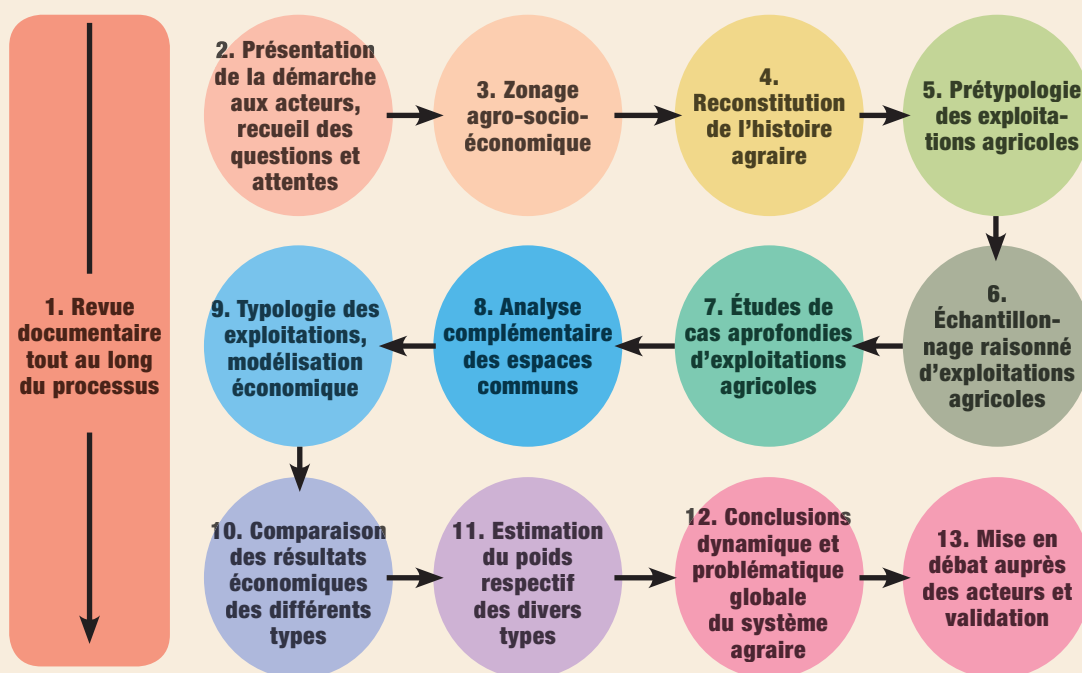 1. Revue
documentaire
tout au long
du processus
2. Présentation
de la démarche
aux acteurs,
recueil des
questions et
attentes
3. Zonage
agro-socio-
économique
4.
Reconstitution
de l’histoire
agraire
5. Prétypologie
des exploita-
tions agricoles
6.
Échantillon-
nage raisonné
d’exploitations
agricoles
7. Études de
cas aprofondies
d’exploitations
agricoles
8. Analyse
complémentaire
des espaces
communs
9. Typologie des
exploitations,
modélisation
économique
10. Comparaison
des résultats
économiques
des différents
types
11. Estimation
du poids
respectif
des divers
types
12. Conclusions
dynamique et
problématique
globale
du système
agraire
13. Mise en
débat auprès
des acteurs et
validation